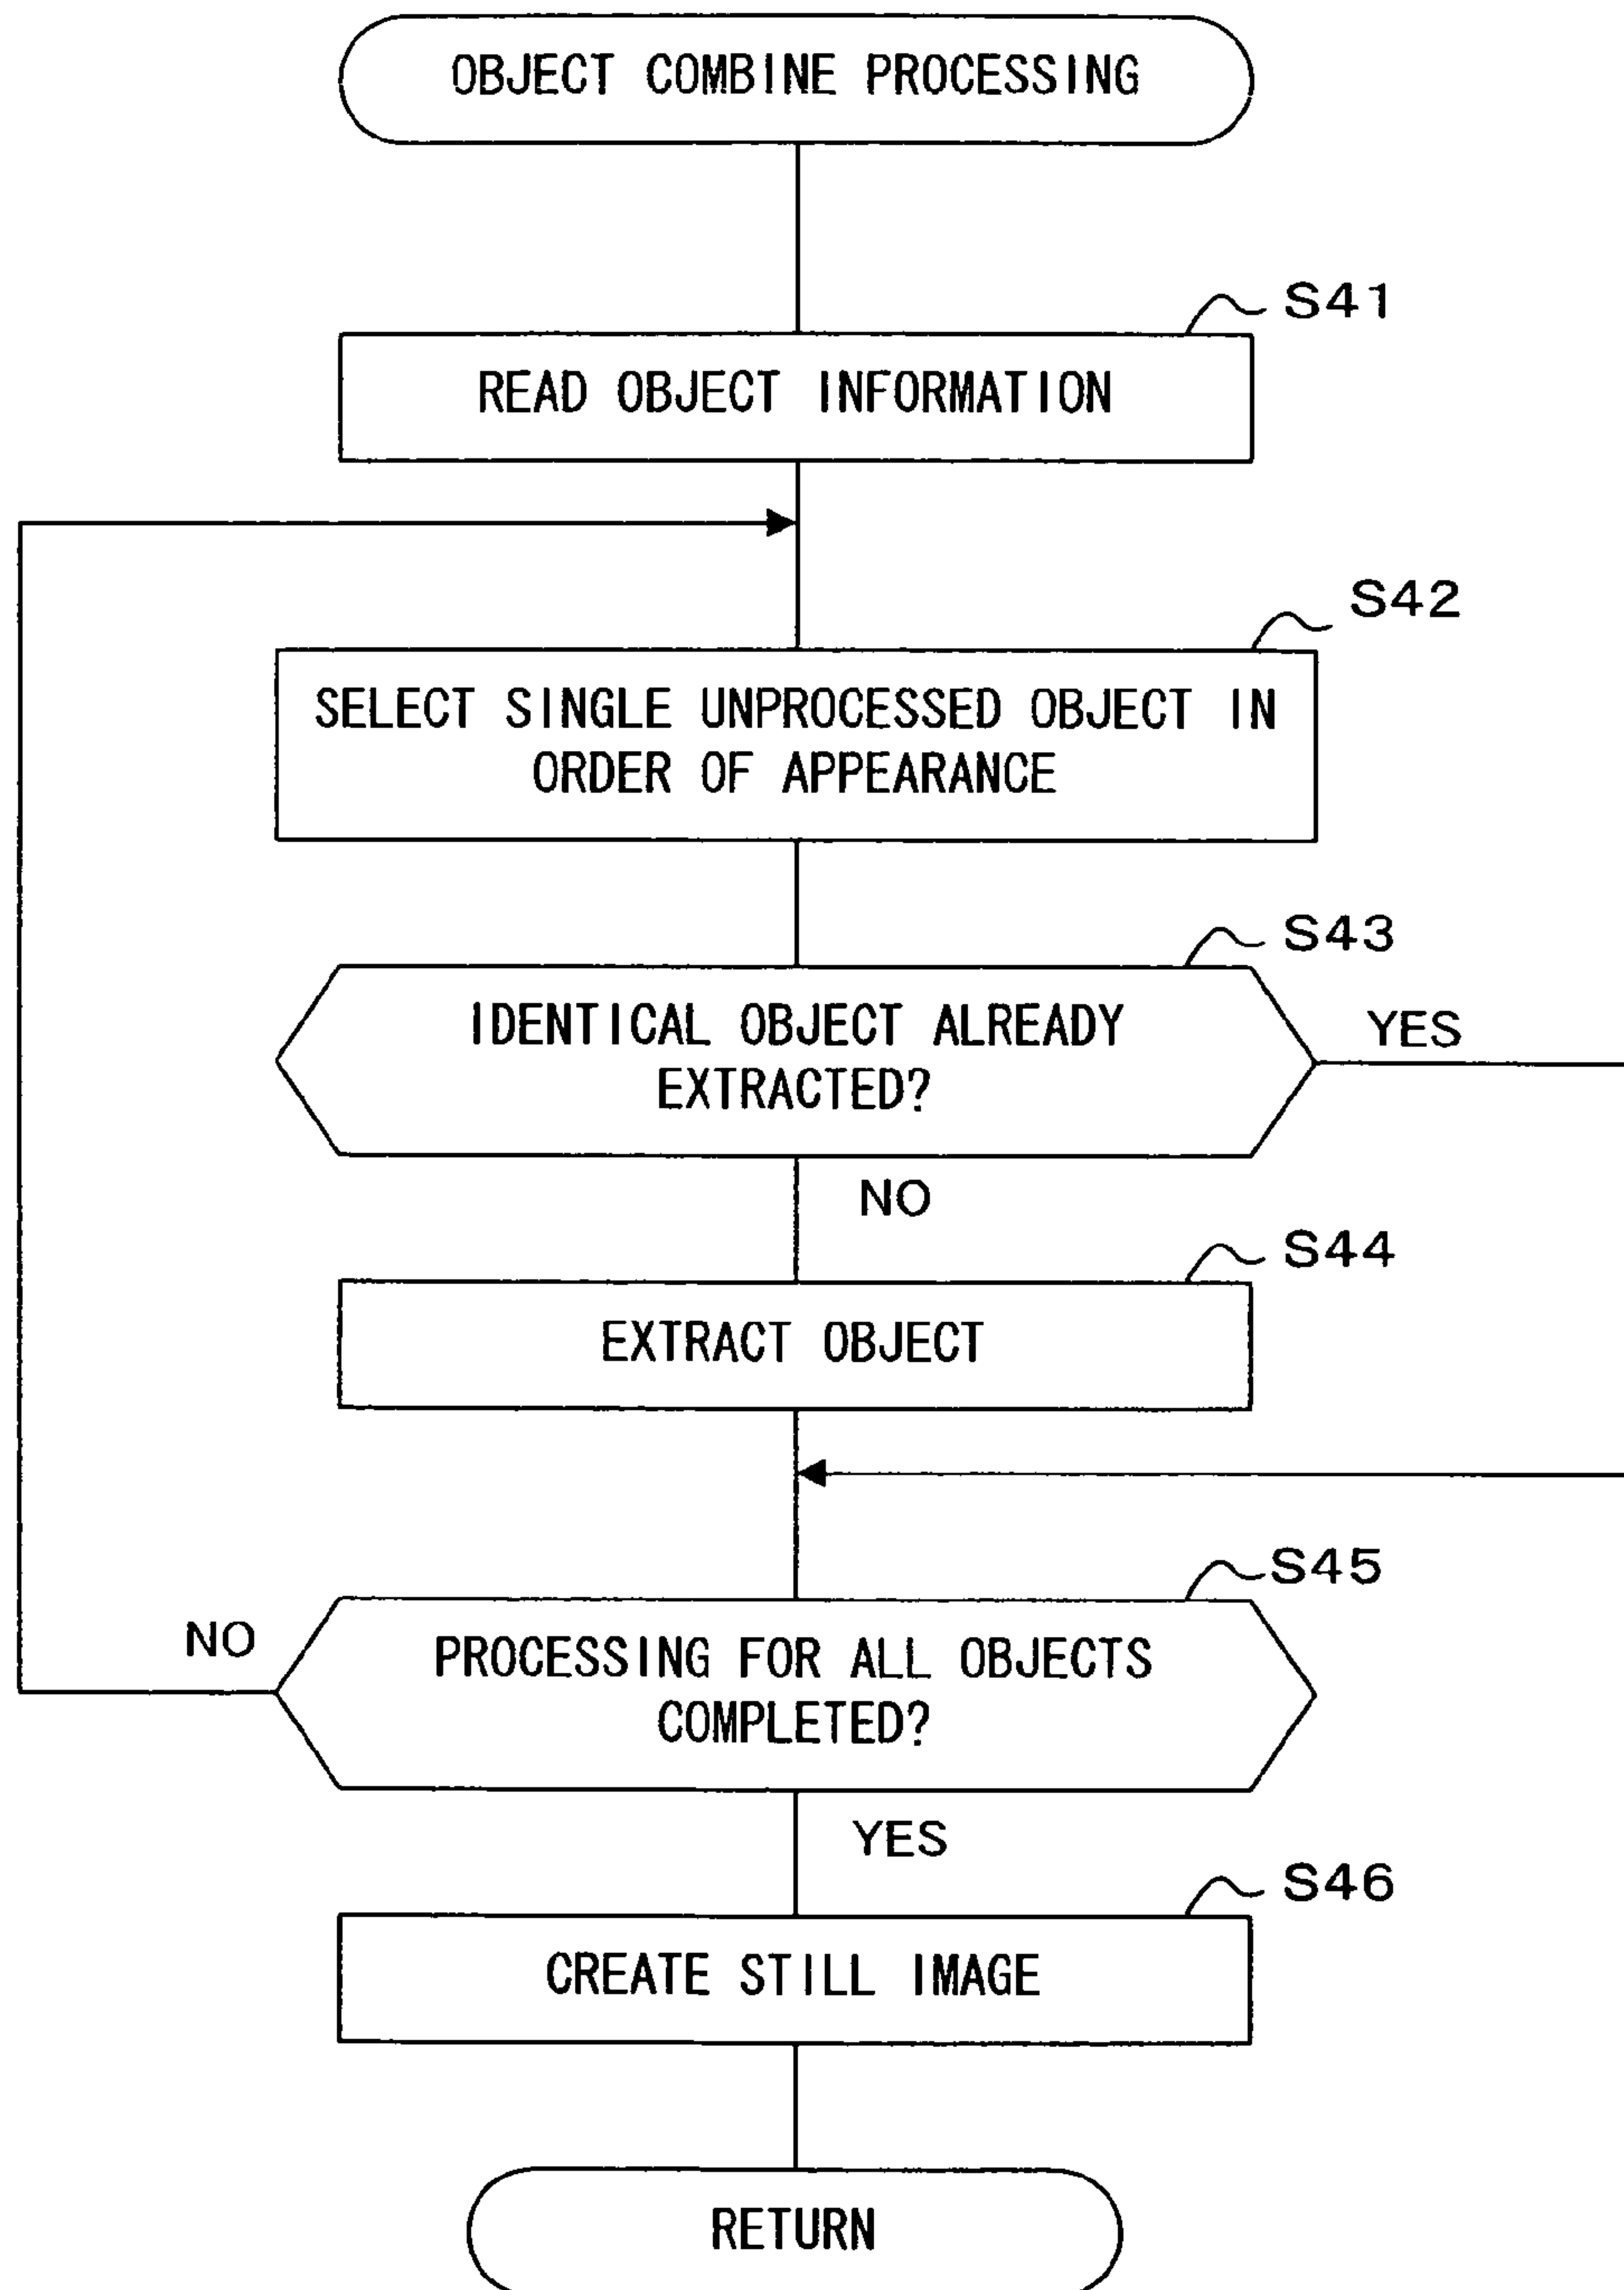 OBJECT COMBINE PROCESSING
S41
READ OBJECT INFORMATION
S42
SELECT SINGLE UNPROCESSED OBJECT IN
ORDER OF APPEARANCE
S43
IDENTICAL OBJECT ALREADY
EXTRACTED?
YES
NO
S44
EXTRACT OBJECT
S45
NO
PROCESSING FOR ALL OBJECTS
COMPLETED?
YES
S46
CREATE STILL IMAGE
RETURN